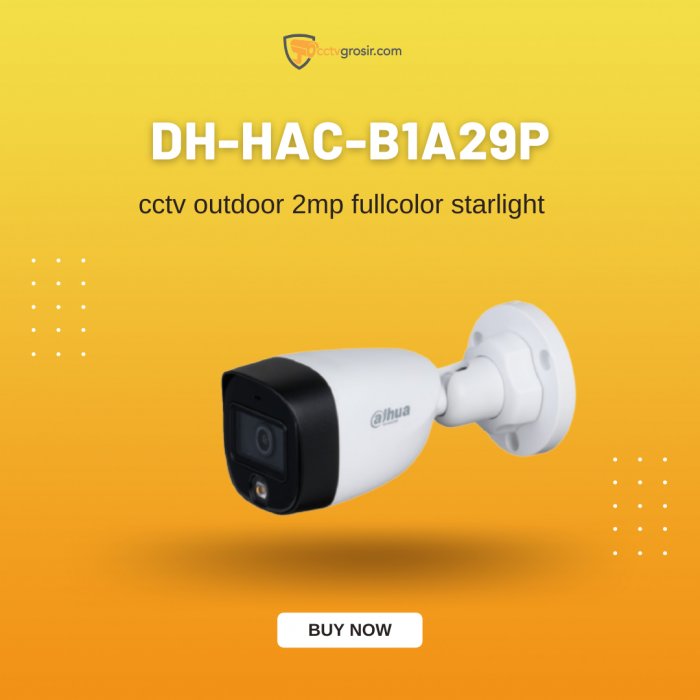 cctvgrosir.com
DH-HAC-B1A29P
cctv outdoor 2mp fullcolor starlight
alhua
BUY NOW